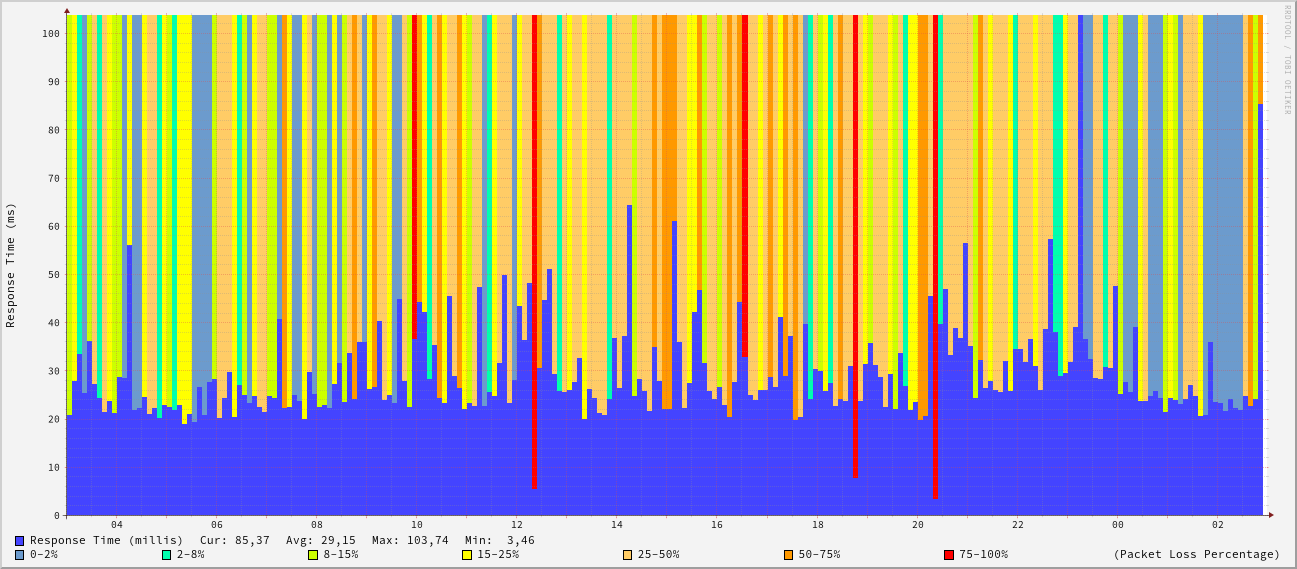 RRDTOOL / TOBI OETIKER
Response Time (ms)
100
90
80
70
60
50
40
30
20
10
0
04 06 08 10 12 14 16 18 20 22 00 02
Response Time (millis) Cur: 85,37 Avg: 29,15 Max: 103,74 Min: 3,46
0-2% 2-8% 8-15% 15-25% 25-50% 50-75% 75-100% (Packet Loss Percentage)